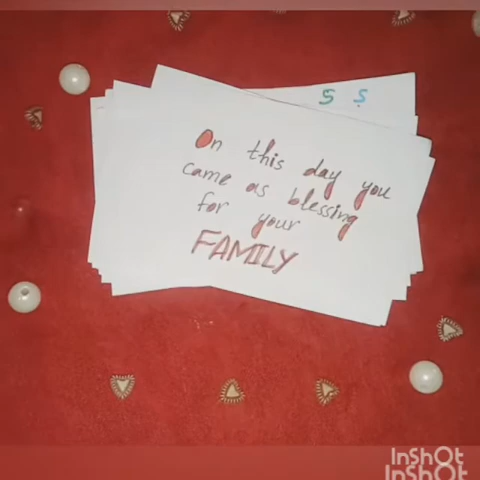 S S
On this day you
came as blessing
for your
FAMILY
InShOt
InShOt